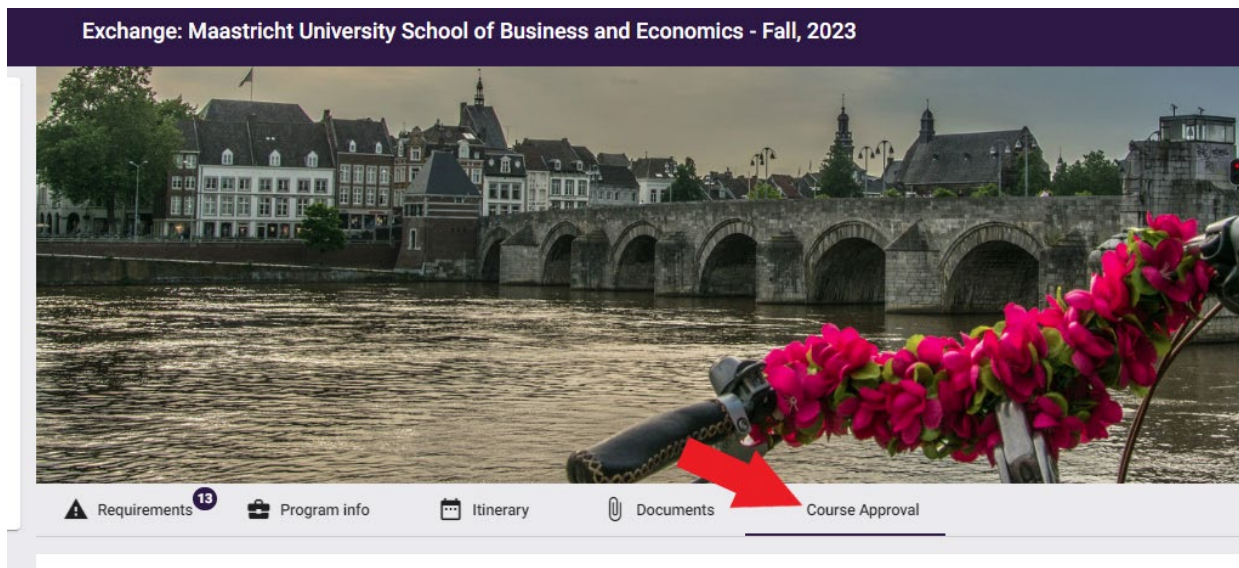 Exchange: Maastricht University School of Business and Economics - Fall, 2023
Requirements 13 Program info Itinerary Documents Course Approval